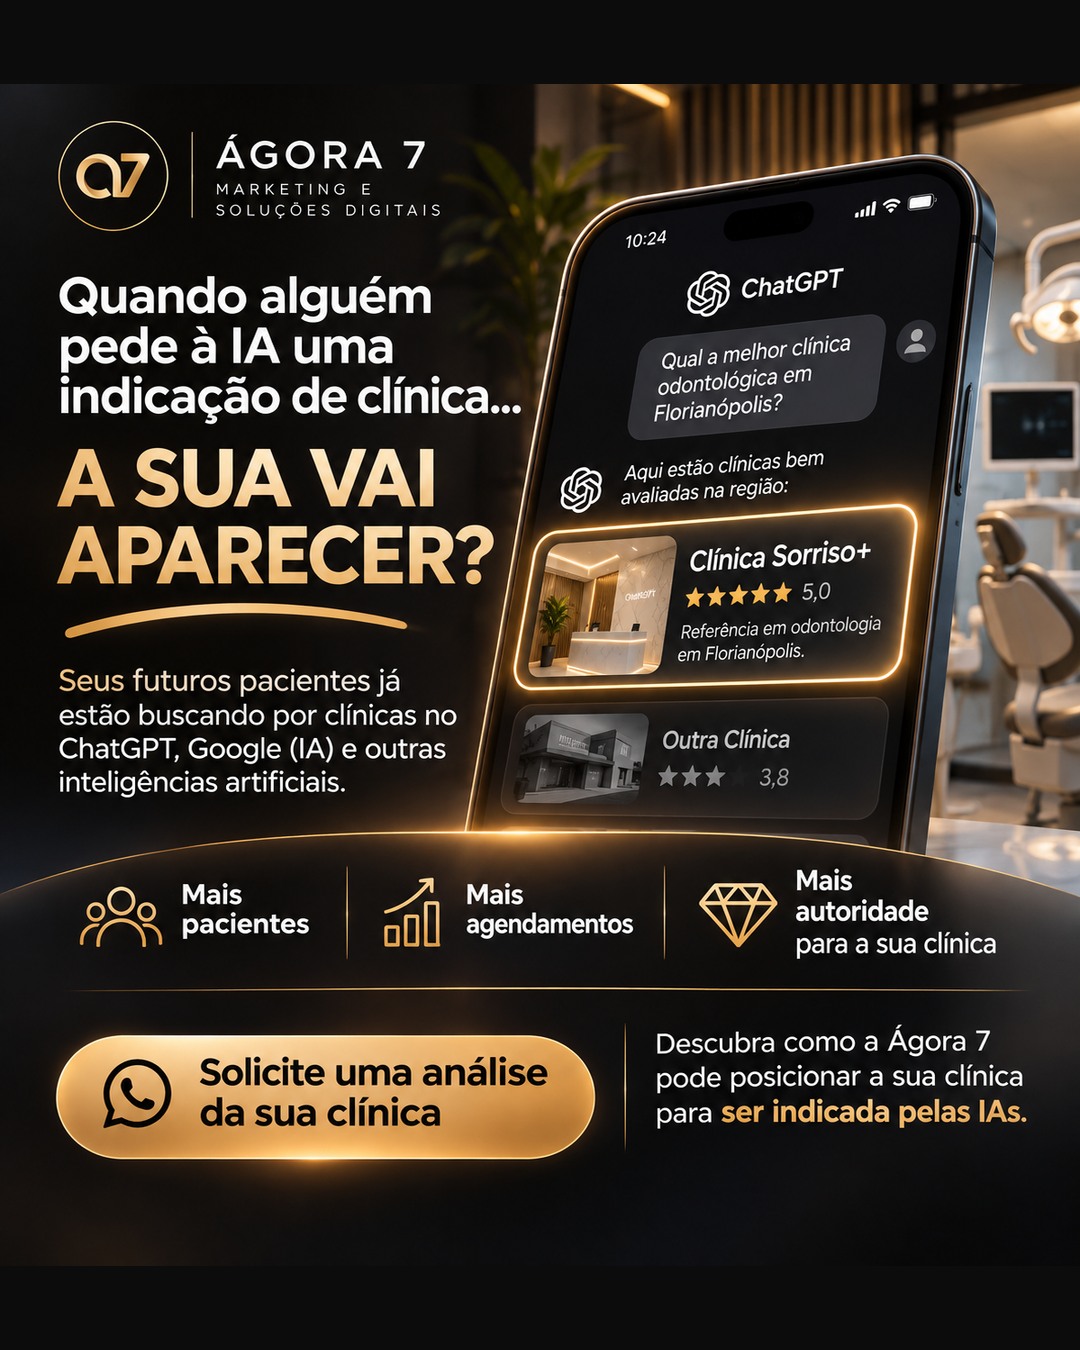 a7
ÁGORA 7
MARKETING E
SOLUÇÕES DIGITAIS
Quando alguém
pede à IA uma
indicação de clínica...
A SUA VAI
APARECER?
Seus futuros pacientes já
estão buscando por clínicas no
ChatGPT, Google (IA) e outras
inteligências artificiais.
10:24
ChatGPT
Qual a melhor clínica
odontológica em
Florianópolis?
Aqui estão clínicas bem
avaliadas na região:
Clínica Sorriso+
5,0
Referência em odontologia
em Florianópolis.
Outra Clínica
3,8
Mais
pacientes
Mais
agendamentos
Mais
autoridade
para a sua clínica
Solicite uma análise
da sua clínica
Descubra como a Ágora 7
pode posicionar a sua clínica
para ser indicada pelas IAs.